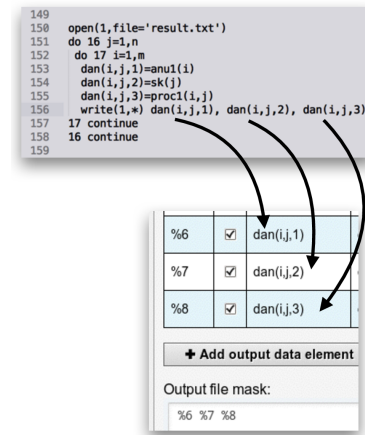 149
150 open(1,file='result.txt')
151 do 16 j=1,n
152 do 17 i=1,m
153 dan(i,j,1)=anu1(i)
154 dan(i,j,2)=sk(j)
155 dan(i,j,3)=proc1(i,j)
156 write(1,*) dan(i,j,1), dan(i,j,2), dan(i,j,3)
157 17 continue
158 16 continue
159
%6 dan(i,j,1)
%7 dan(i,j,2)
%8 dan(i,j,3)
+ Add output data element
Output file mask:
%6 %7 %8